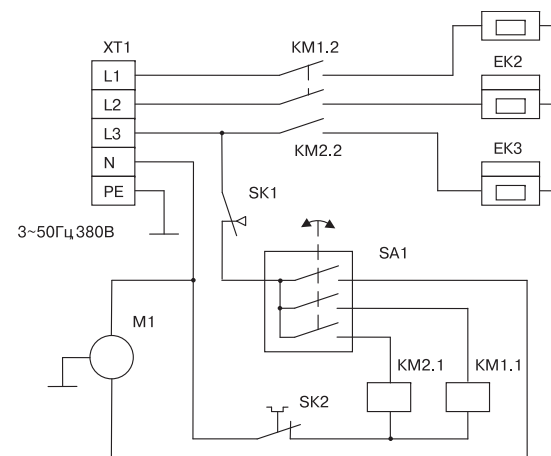 XT1
KM1.2
EK2
L1
L2
L3
N
PE
KM2.2
EK3
SK1
3~50Гц 380В
SA1
M1
KM2.1
KM1.1
SK2